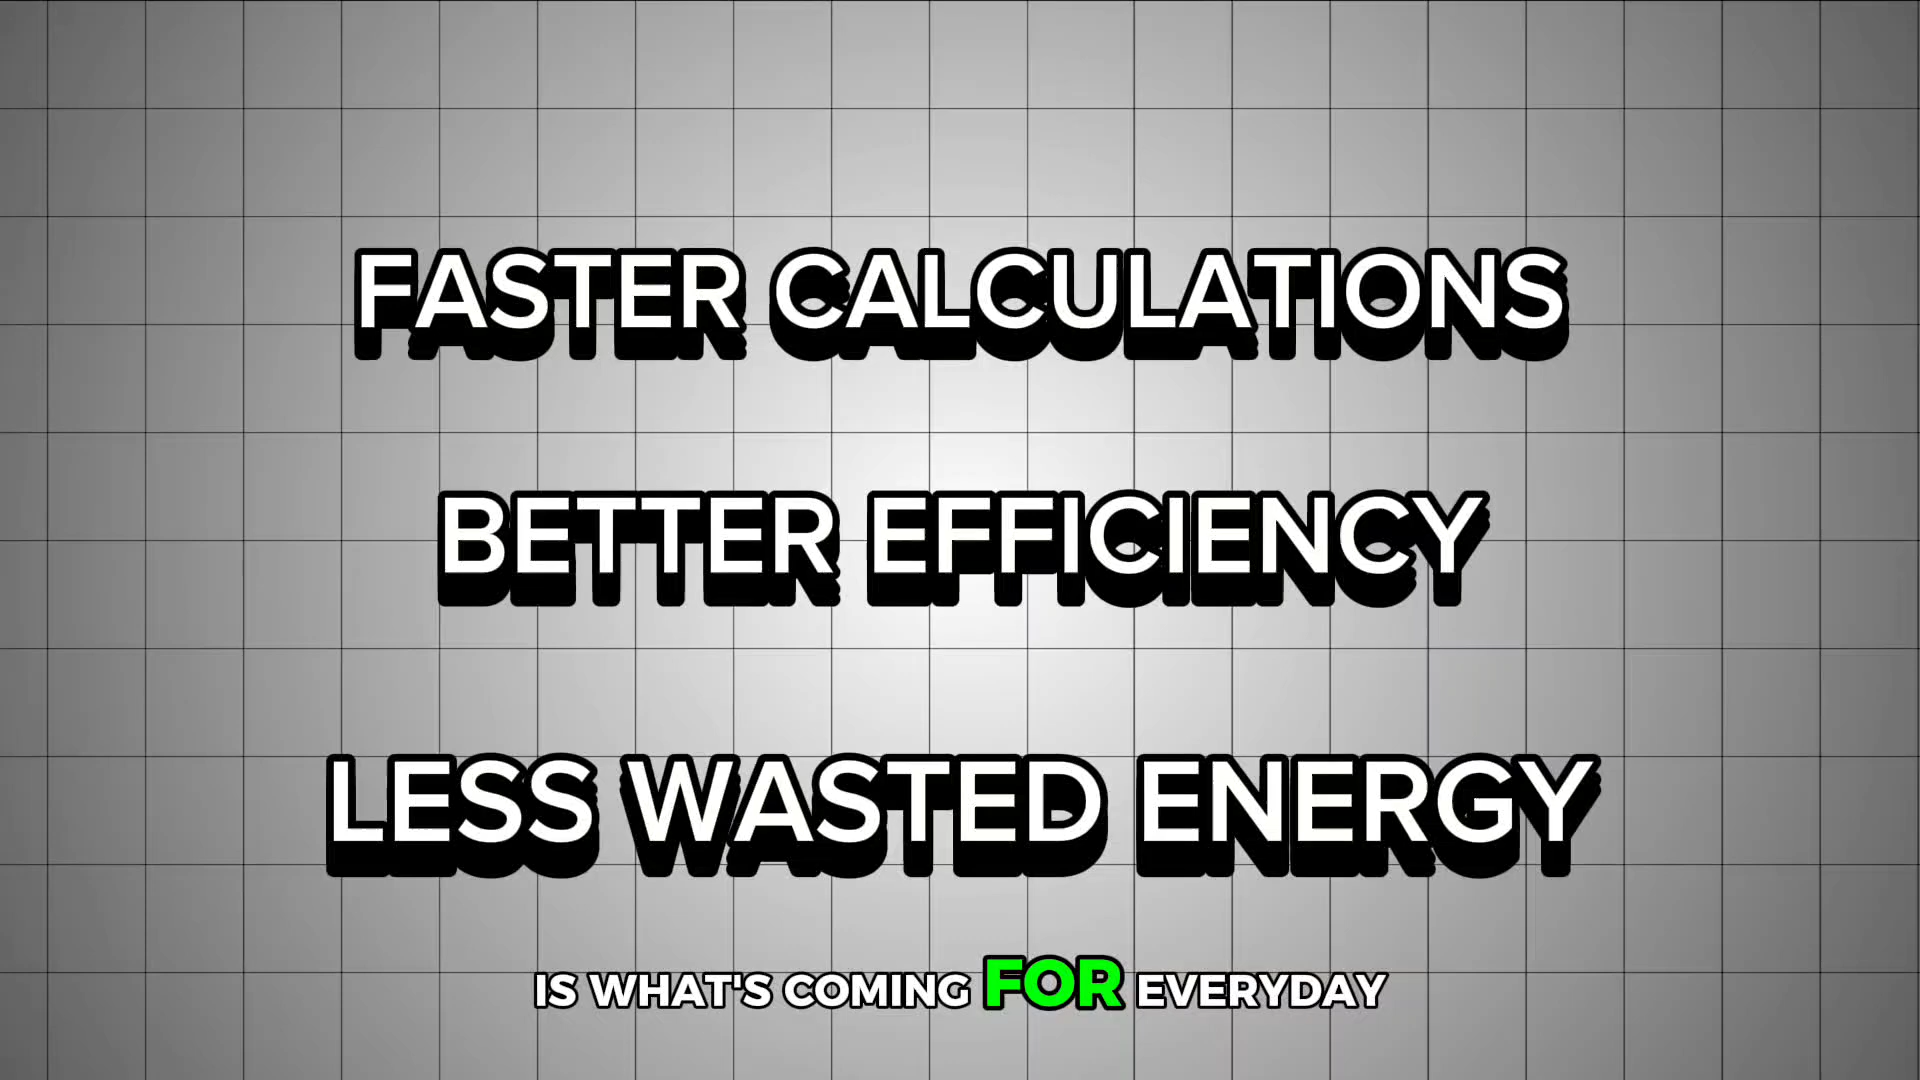 FASTER CALCULATIONS
BETTER EFFICIENCY
LESS WASTED ENERGY
IS WHAT'S COMING FOR EVERYDAY